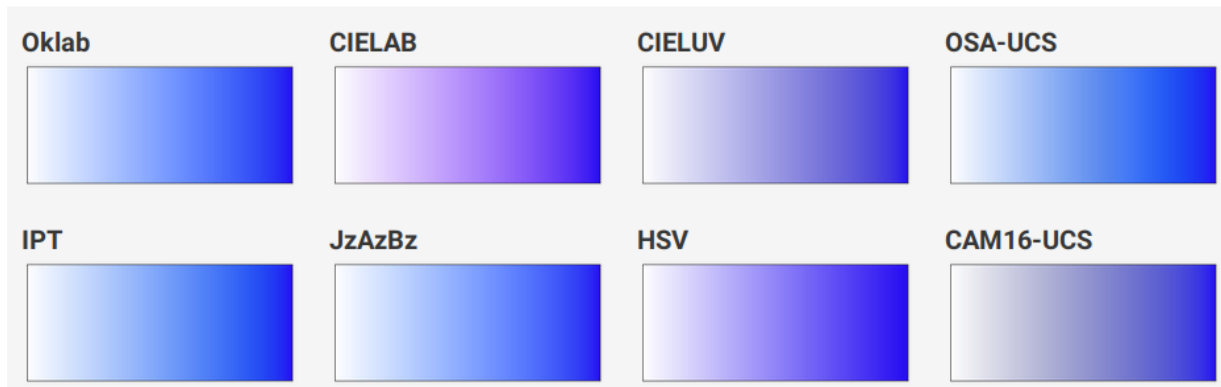 Oklab
CIELAB
CIELUV
OSA-UCS
IPT
JzAzBz
HSV
CAM16-UCS